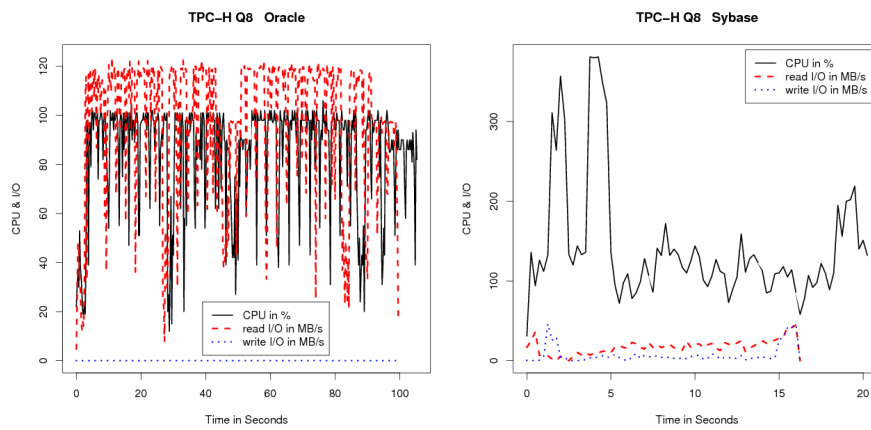 TPC−H Q8 Oracle
CPU & I/O
0
20
40
60
80
100
120
CPU in %
read I/O in MB/s
write I/O in MB/s
0 20 40 60 80 100
Time in Seconds
TPC−H Q8 Sybase
CPU & I/O
0
100
200
300
CPU in %
read I/O in MB/s
write I/O in MB/s
0 5 10 15 20
Time in Seconds